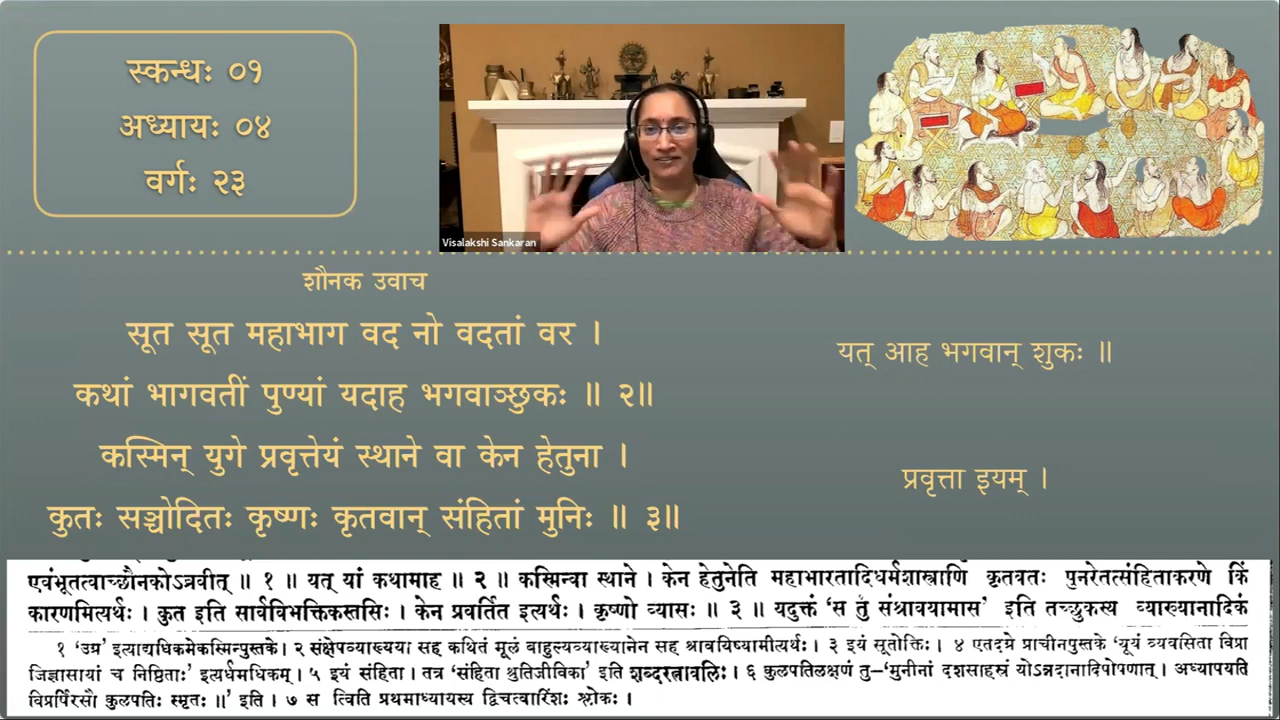 स्कन्धः ०१
अध्यायः ०४
वर्गः २३
Visalakshi Sankaran
शौनक उवाच
सूत सूत महाभाग वद नो वदतां वर ।
कथां भागवतीं पुण्यां यदाह भगवाञ्छुकः ॥ २॥
यत् आह भगवान् शुकः ॥
कस्मिन् युगे प्रवृत्तेयं स्थाने वा केन हेतुना ।
कुतः सञ्चोदितः कृष्णः कृतवान् संहितां मुनिः ॥ ३॥
प्रवृत्ता इयम् ।
एवंभूतत्वाच्छौनकोऽब्रवीत् ॥ १ ॥ यत् यां कथामाह ॥ २ ॥ कस्मिन्वा स्थाने । केन हेतुनेति महाभारतादिधर्मशास्त्राणि कृतवतः पुनरेतत्संहिताकरणे किं
कारणमित्यर्थः । कुत इति सार्वविभक्तिकस्तसिः । केन प्रवर्तित इत्यर्थः । कृष्णो व्यासः ॥ ३ ॥ यदुक्तं ‘स तु संश्रावयामास’ इति तच्छुकस्य व्याख्यानादिकं
१ ‘उग्र’ इत्याद्यधिकमेकस्मिन्पुस्तके। २ संक्षेपव्याख्यया सह कथितं मूलं बाहुल्यव्याख्यानेन सह श्रावयिष्यामीत्यर्थः। ३ इयं सूतोक्तिः। ४ एतदग्रे प्राचीनपुस्तके ‘यूयं व्यवसिता विप्रा
जिज्ञासायां च निष्ठिताः’ इत्यर्धमधिकम्। ५ इयं संहिता। तत्र ‘संहिता श्रुतिजीविका’ इति शब्दरत्नावलिः। ६ कुलपतिलक्षणं तु–‘मुनीनां दशसाहस्रं योऽन्नदानादिपोषणात्। अध्यापयति
विप्रर्षिरसौ कुलपतिः स्मृतः ॥’ इति । ७ स त्विति प्रथमाध्यायस्य द्विचत्वारिंशः श्लोकः ।